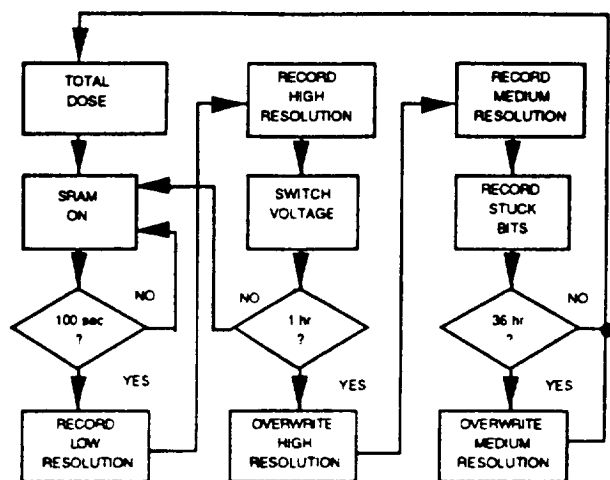 TOTAL
DOSE
SRAM
ON
NO
100 sec
?
YES
RECORD
LOW
RESOLUTION
RECORD
HIGH
RESOLUTION
SWITCH
VOLTAGE
NO
1 hr
?
YES
OVERWRITE
HIGH
RESOLUTION
RECORD
MEDIUM
RESOLUTION
RECORD
STUCK
BITS
NO
36 hr
?
YES
OVERWRITE
MEDIUM
RESOLUTION